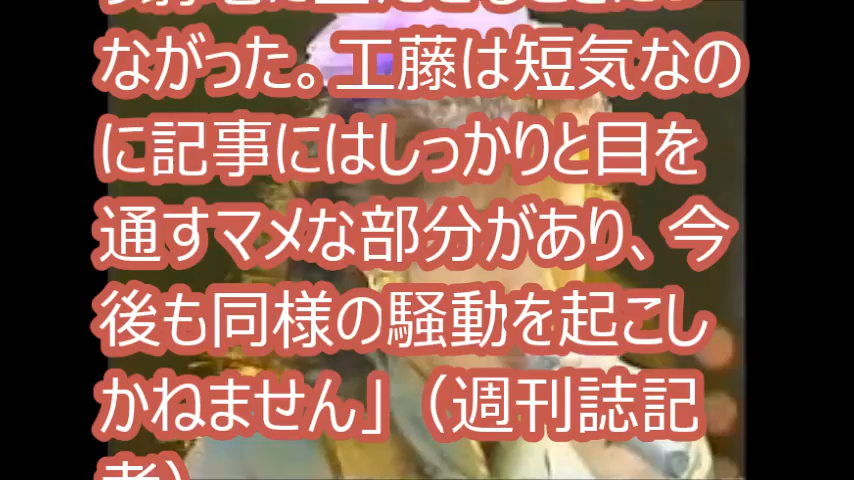 ながった。工藤は短気なの
に記事にはしっかりと目を
通すマメな部分があり、今
後も同様の騒動を起こし
かねません」（週刊誌記
者）